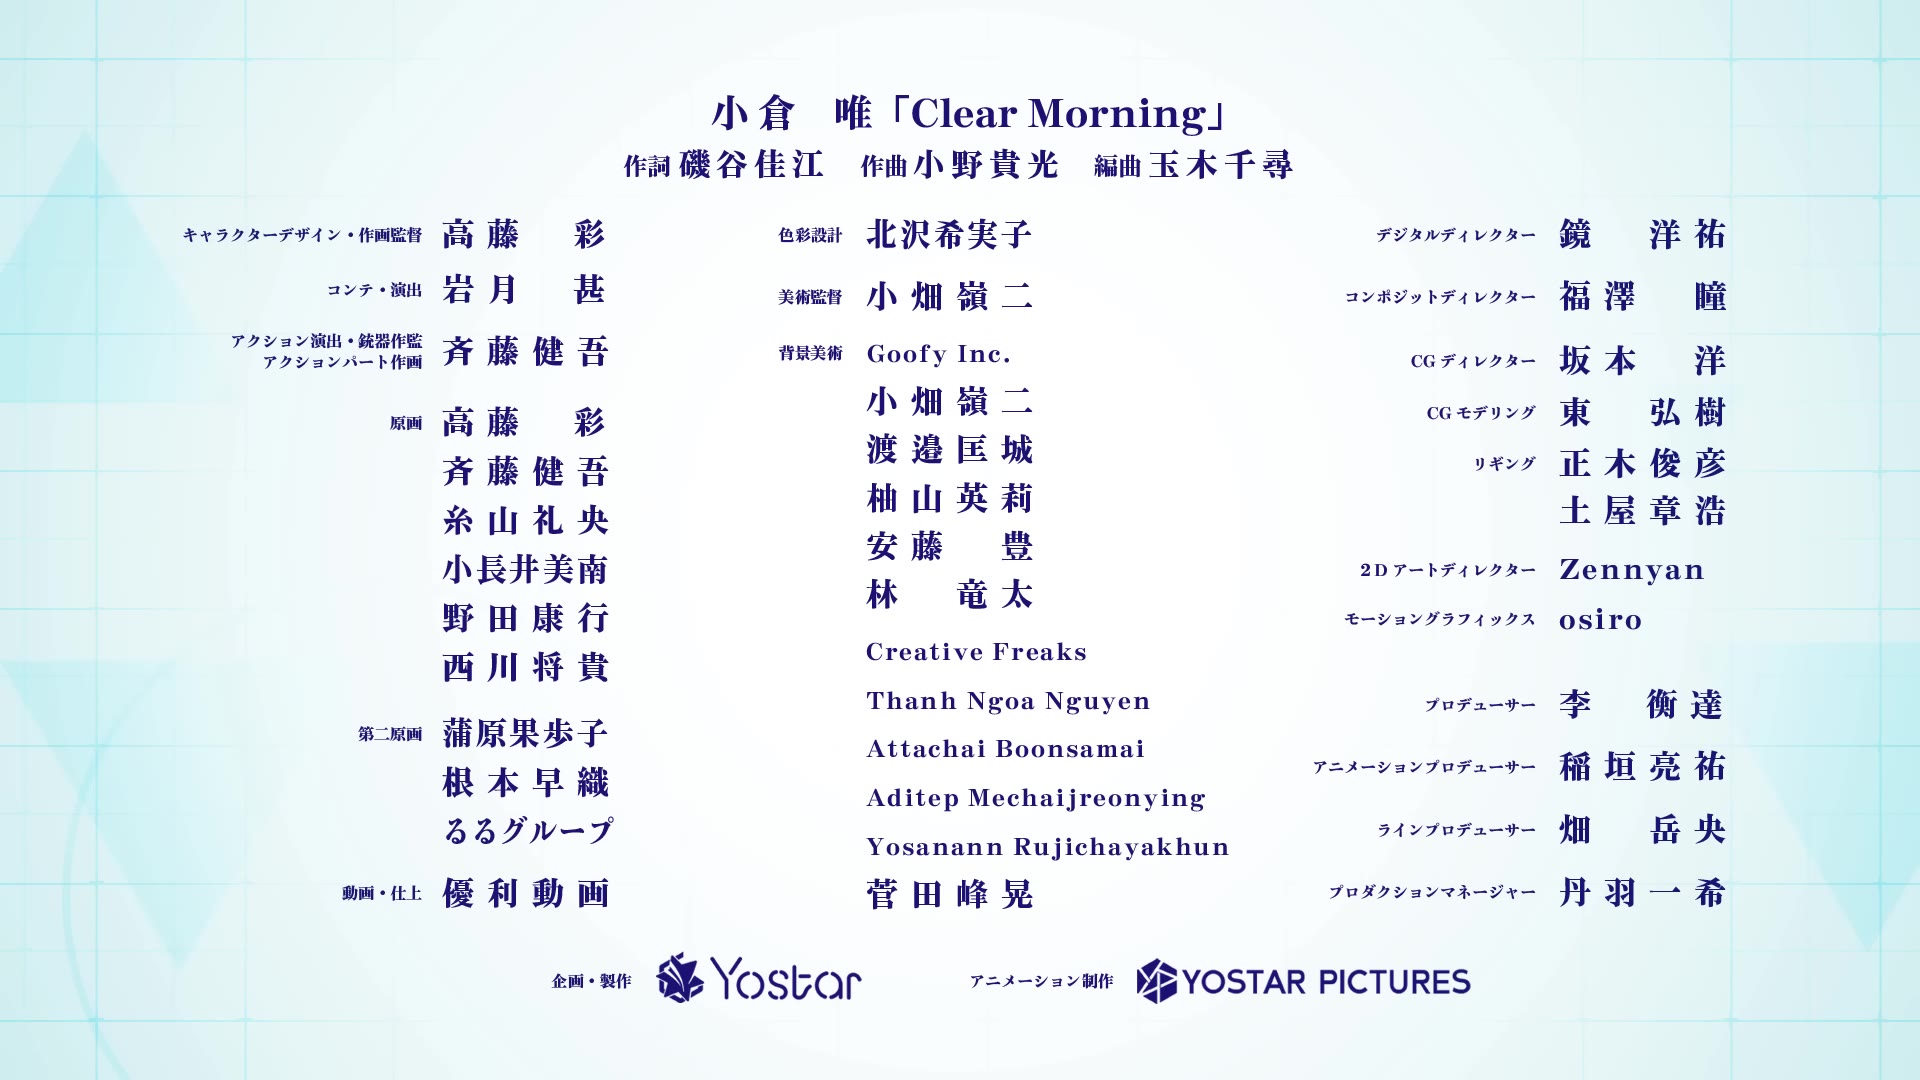 小倉　唯「Clear Morning」
作詞 磯谷佳江　作曲 小野貴光　編曲 玉木千尋
キャラクターデザイン・作画監督 高藤　彩
コンテ・演出 岩月　甚
アクション演出・銃器作監
アクションパート作画 斉藤健吾
原画 高藤　彩
斉藤健吾
糸山礼央
小長井美南
野田康行
西川将貴
第二原画 蒲原果歩子
根本早織
るるグループ
動画・仕上 優利動画
色彩設計 北沢希実子
美術監督 小畑嶺二
背景美術 Goofy Inc.
小畑嶺二
渡邉匡城
柚山英莉
安藤　豊
林　竜太
Creative Freaks
Thanh Ngoa Nguyen
Attachai Boonsamai
Aditep Mechaijreonying
Yosanann Rujichayakhun
菅田峰晃
デジタルディレクター 鏡　洋祐
コンポジットディレクター 福澤　瞳
CG ディレクター 坂本　洋
CG モデリング 東　弘樹
リギング 正木俊彦
土屋章浩
2D アートディレクター Zennyan
モーショングラフィックス osiro
プロデューサー 李　衡達
アニメーションプロデューサー 稲垣亮祐
ラインプロデューサー 畑　岳央
プロダクションマネージャー 丹羽一希
企画・製作 Yostar
アニメーション制作 YOSTAR PICTURES